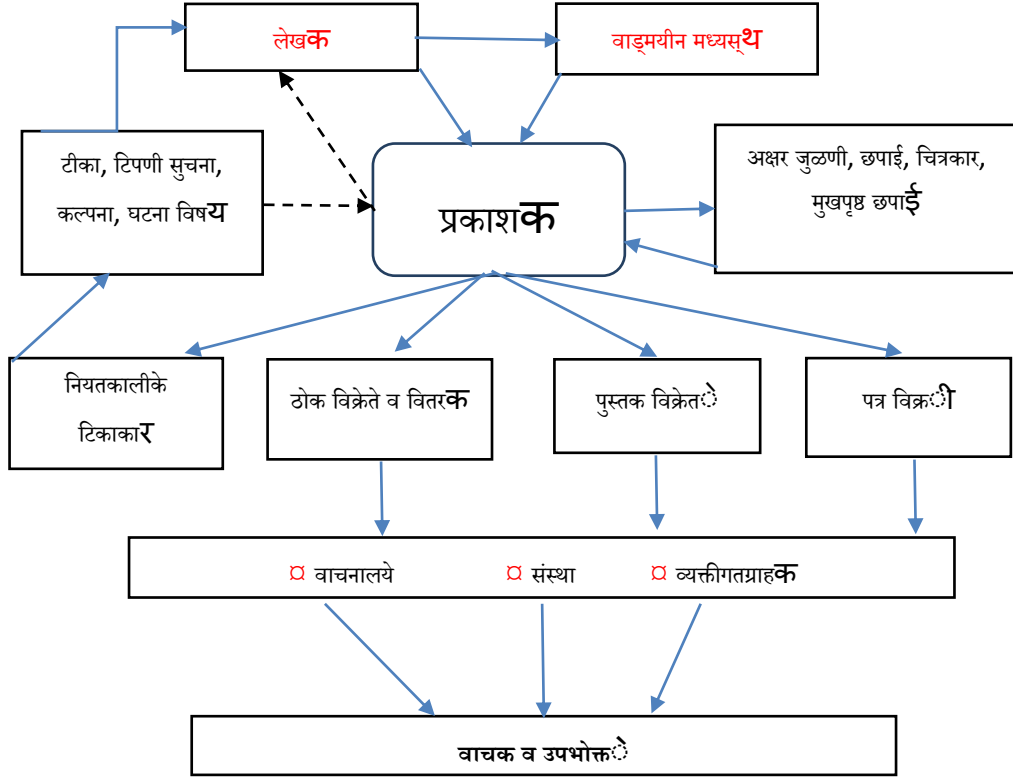 लेखक
वाड्मयीन मध्यस्थ
टीका, टिपणी सुचना,
कल्पना, घटना विषय
प्रकाशक
अक्षर जुळणी, छपाई, चित्रकार,
मुखपृष्ठ छपाई
नियतकालीके
टिकाकार
ठोक विक्रेते व वितरक
पुस्तक विक्रेते
पत्र विक्री
¤ वाचनालये ¤ संस्था ¤ व्यक्तीगतग्राहक
वाचक व उपभोक्ते